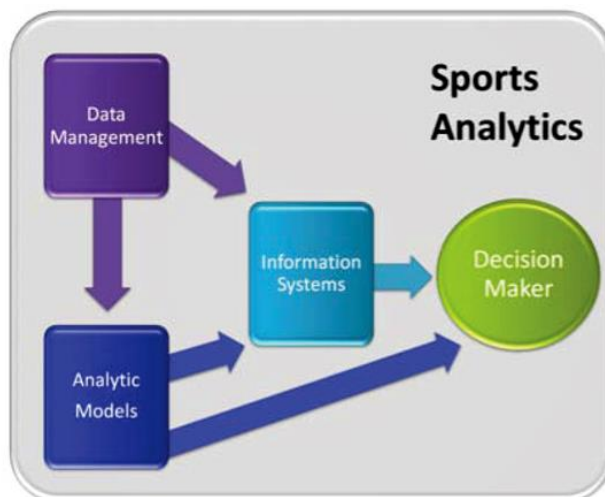 Sports
Analytics
Data
Management
Information
Systems
Decision
Maker
Analytic
Models